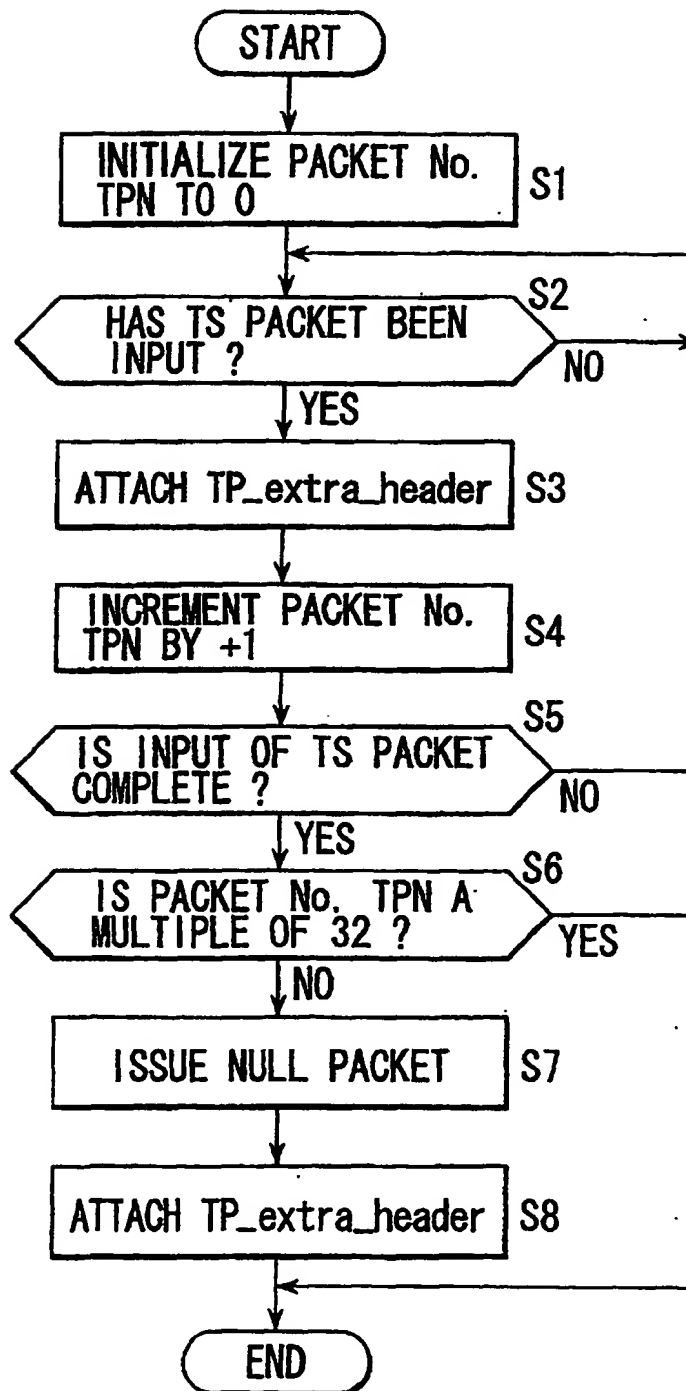 START
INITIALIZE PACKET No.
TPN TO 0
S1
S2
HAS TS PACKET BEEN
INPUT ?
NO
YES
ATTACH TP_extra_header
S3
INCREMENT PACKET No.
TPN BY +1
S4
S5
IS INPUT OF TS PACKET
COMPLETE ?
NO
YES
S6
IS PACKET No. TPN A
MULTIPLE OF 32 ?
YES
NO
ISSUE NULL PACKET
S7
ATTACH TP_extra_header
S8
END